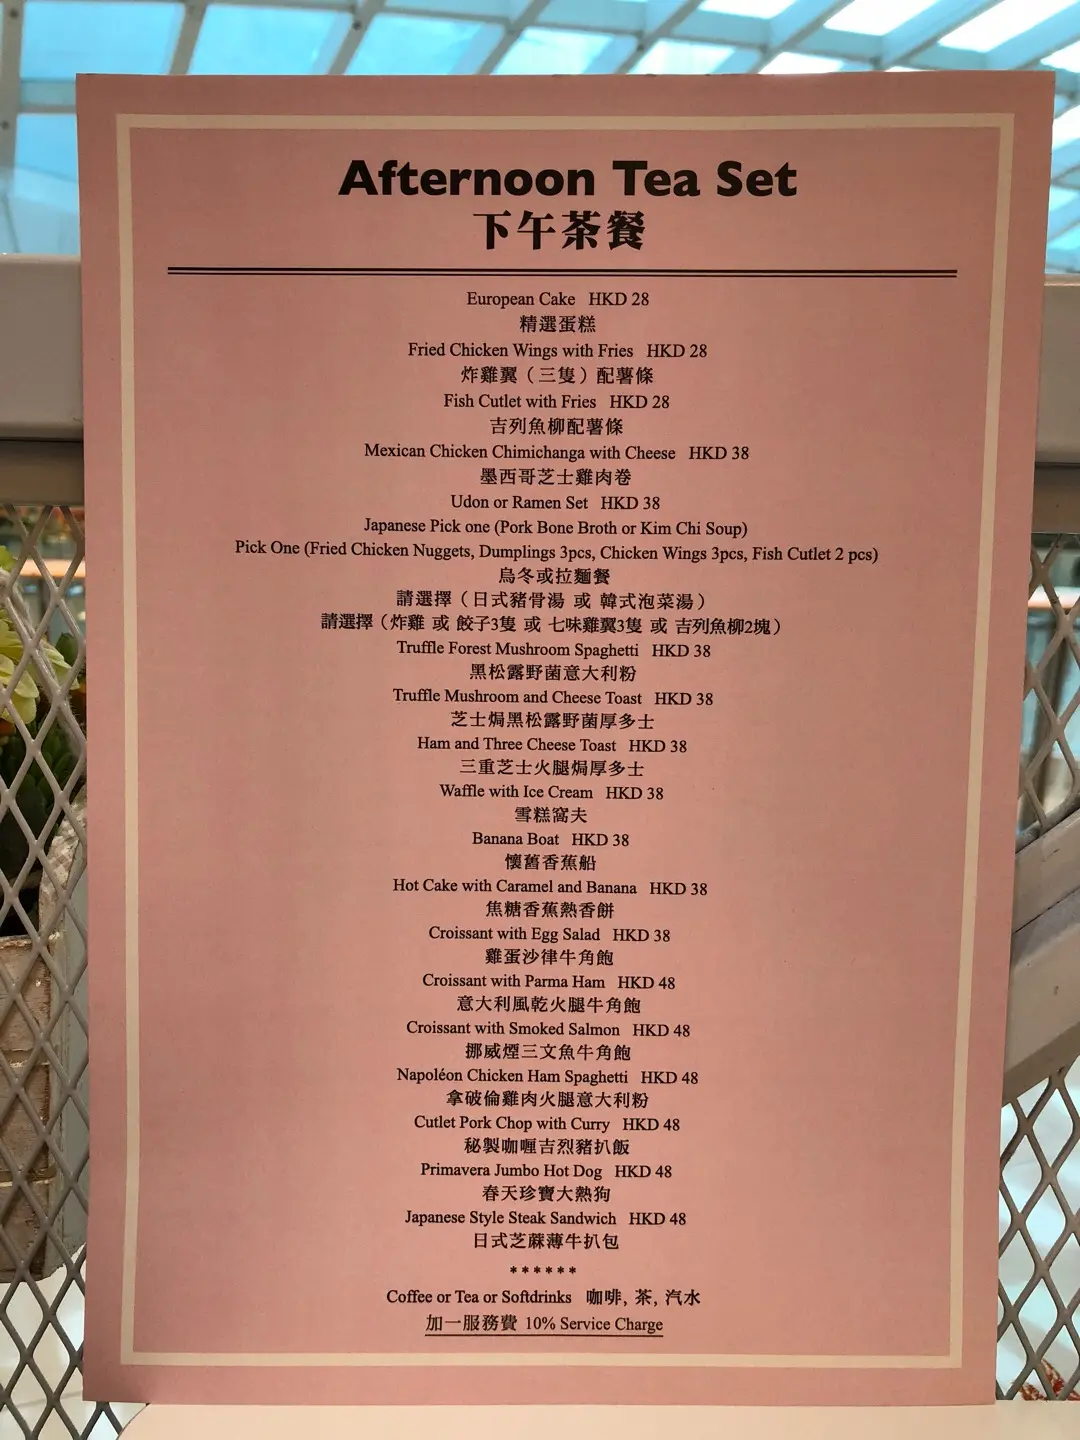 Afternoon Tea Set
下午茶餐
European Cake HKD 28
精選蛋糕
Fried Chicken Wings with Fries HKD 28
炸雞翼（三隻）配薯條
Fish Cutlet with Fries HKD 28
吉列魚柳配薯條
Mexican Chicken Chimichanga with Cheese HKD 38
墨西哥芝士雞肉卷
Udon or Ramen Set HKD 38
Japanese Pick one (Pork Bone Broth or Kim Chi Soup)
Pick One (Fried Chicken Nuggets, Dumplings 3pcs, Chicken Wings 3pcs, Fish Cutlet 2 pcs)
烏冬或拉麵餐
請選擇（日式豬骨湯 或 韓式泡菜湯）
請選擇（炸雞 或 餃子3隻 或 七味雞翼3隻 或 吉列魚柳2塊）
Truffle Forest Mushroom Spaghetti HKD 38
黑松露野菌意大利粉
Truffle Mushroom and Cheese Toast HKD 38
芝士焗黑松露野菌厚多士
Ham and Three Cheese Toast HKD 38
三重芝士火腿焗厚多士
Waffle with Ice Cream HKD 38
雪糕窩夫
Banana Boat HKD 38
懷舊香蕉船
Hot Cake with Caramel and Banana HKD 38
焦糖香蕉熱香餅
Croissant with Egg Salad HKD 38
雞蛋沙律牛角飽
Croissant with Parma Ham HKD 48
意大利風乾火腿牛角飽
Croissant with Smoked Salmon HKD 48
挪威煙三文魚牛角飽
Napoléon Chicken Ham Spaghetti HKD 48
拿破倫雞肉火腿意大利粉
Cutlet Pork Chop with Curry HKD 48
秘製咖喱吉烈豬扒飯
Primavera Jumbo Hot Dog HKD 48
春天珍寶大熱狗
Japanese Style Steak Sandwich HKD 48
日式芝蔴薄牛扒包
******
Coffee or Tea or Softdrinks 咖啡, 茶, 汽水
加一服務費 10% Service Charge